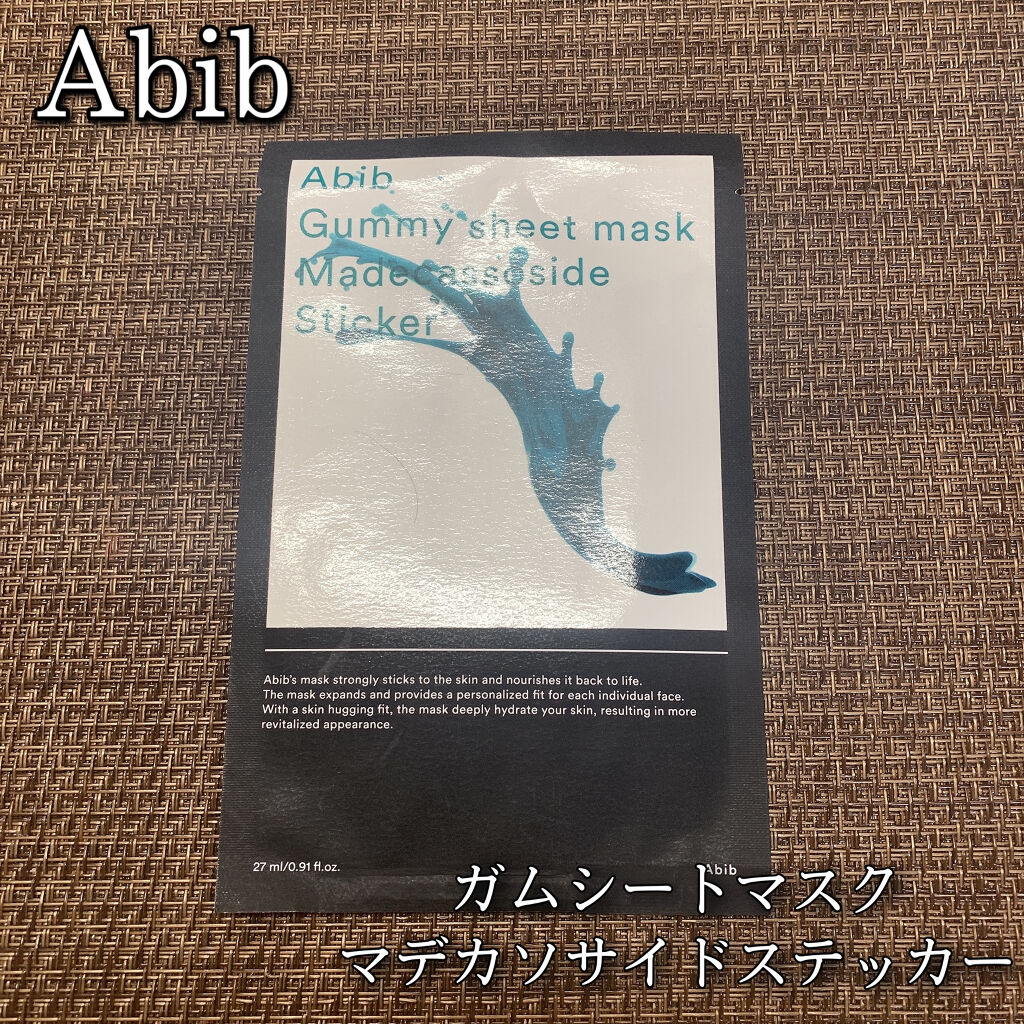 Abib
Abib
Gummy sheet mask
Madecassoside
Sticker
Abib's mask strongly sticks to the skin and nourishes it back to life.
The mask expands and provides a personalized fit for each individual face.
With a skin hugging fit, the mask deeply hydrate your skin, resulting in more
revitalized appearance.
27 ml/0.91 fl.oz.
Abib
ガムシートマスク
マデカソサイドステッカー